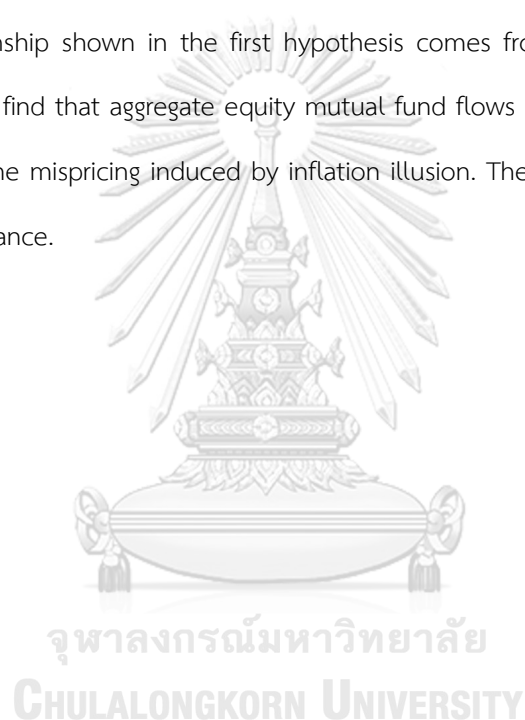 nship shown in the first hypothesis comes fro
find that aggregate equity mutual fund flows
ne mispricing induced by inflation illusion. The
ance.
จุฬาลงกรณ์มหาวิทยาลัย
CHULALONGKORN UNIVERSITY